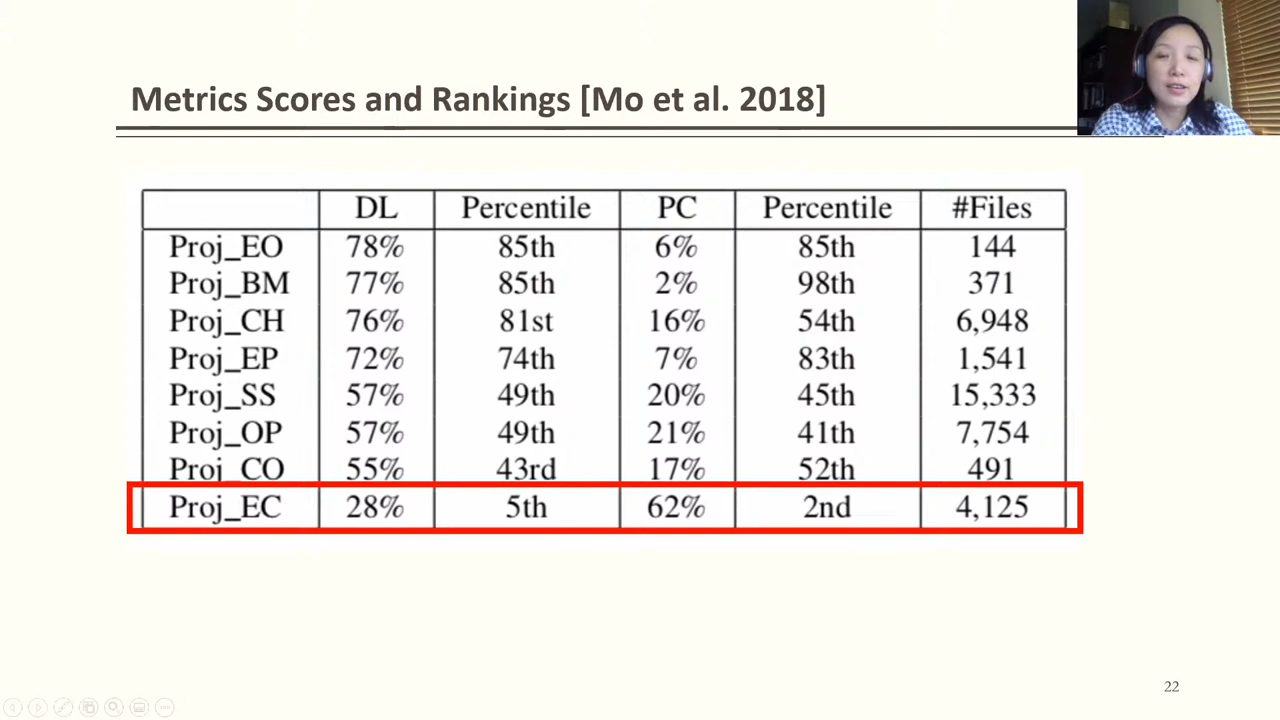 Metrics Scores and Rankings [Mo et al. 2018]
DL Percentile PC Percentile #Files
Proj_EO 78% 85th 6% 85th 144
Proj_BM 77% 85th 2% 98th 371
Proj_CH 76% 81st 16% 54th 6,948
Proj_EP 72% 74th 7% 83th 1,541
Proj_SS 57% 49th 20% 45th 15,333
Proj_OP 57% 49th 21% 41th 7,754
Proj_CO 55% 43rd 17% 52th 491
Proj_EC 28% 5th 62% 2nd 4,125
22